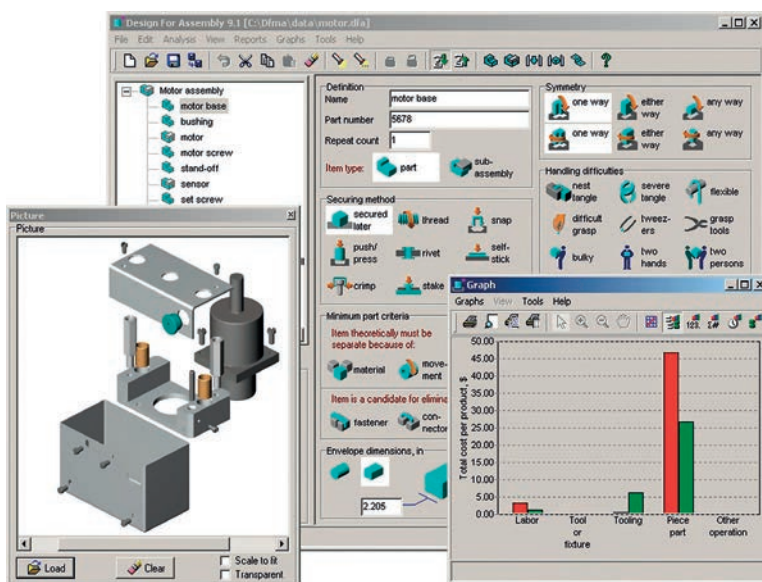 Design For Assembly 9.1 [C:\Dfma\data\motor.dfa]
File Edit Analysis View Reports Graphs Tools Help
Motor assembly
motor base
bushing
motor
motor screw
stand-off
sensor
set screw
Definition
Name motor base
Part number 5678
Repeat count 1
Item type: part sub-
assembly
Securing method
secured
later thread snap
push/
press rivet self-
stick
crimp stake
Minimum part criteria
Item theoretically must be
separate because of:
material move-
ment
Item is a candidate for elimina
fastener con-
nector
Envelope dimensions, in
2.205
Symmetry
one way either
way any way
one way either
way any way
Handling difficulties
nest
tangle severe
tangle flexible
difficult
grasp tweez-
ers grasp
tools
bulky two
hands two
persons
Picture
Picture
Load Clear Scale to fit
Transparent
Graph
Graphs View Tools Help
123.
Total cost per product, $
50.00
45.00
40.00
35.00
30.00
25.00
20.00
15.00
10.00
5.00
0.00
Labor Tool
or
fixture Tooling Piece
part Other
operation